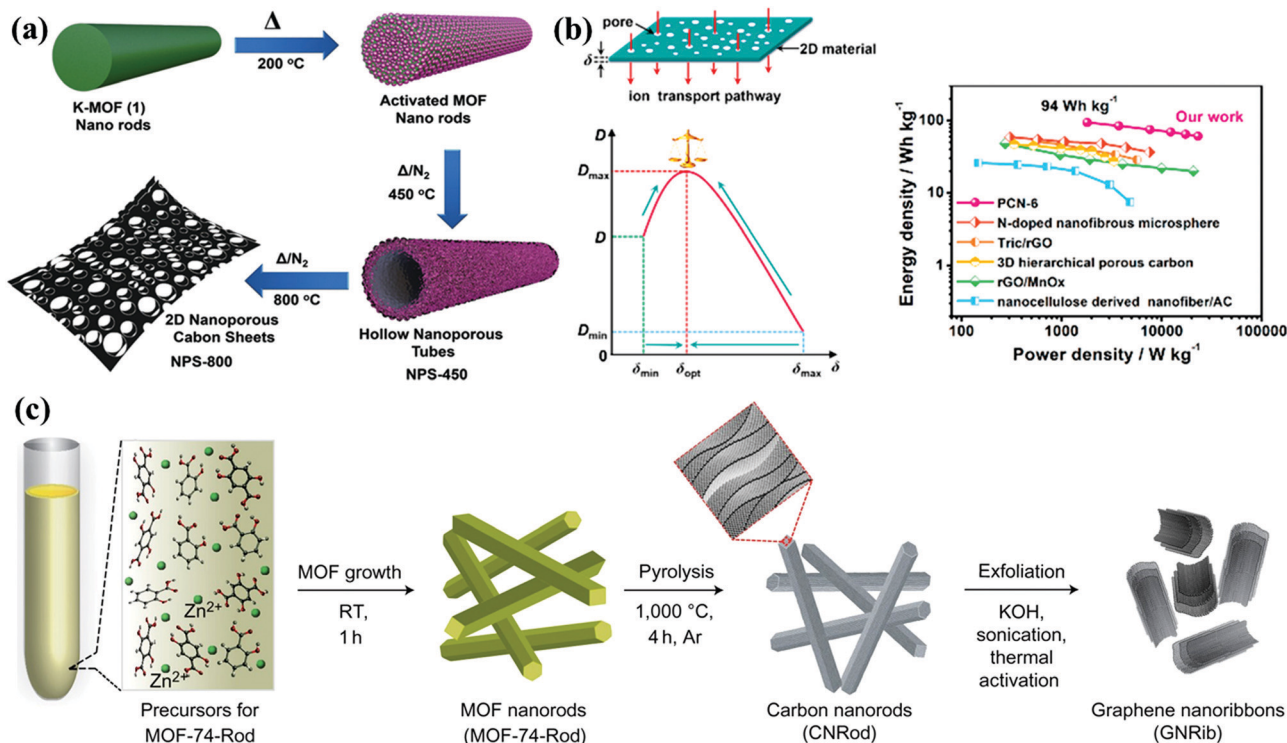 (a)
Δ
200 °C
K-MOF (1)
Nano rods
Activated MOF
Nano rods
Δ/N2
450 °C
Hollow Nanoporous
Tubes
NPS-450
Δ/N2
800 °C
2D Nanoporous
Cabon Sheets
NPS-800
(b)
pore
2D material
δ
ion transport pathway
D
Dmax
D
Dmin
0
δmin
δopt
δmax
δ
Energy density / Wh kg-1
100
10
1
94 Wh kg-1
Our work
PCN-6
N-doped nanofibrous microsphere
Tric/rGO
3D hierarchical porous carbon
rGO/MnOx
nanocellulose derived nanofiber/AC
100
1000
10000
100000
Power density / W kg-1
(c)
Zn2+
Zn2+
Precursors for
MOF-74-Rod
MOF growth
RT,
1 h
MOF nanorods
(MOF-74-Rod)
Pyrolysis
1,000 °C,
4 h, Ar
Carbon nanorods
(CNRod)
Exfoliation
KOH,
sonication,
thermal
activation
Graphene nanoribbons
(GNRib)